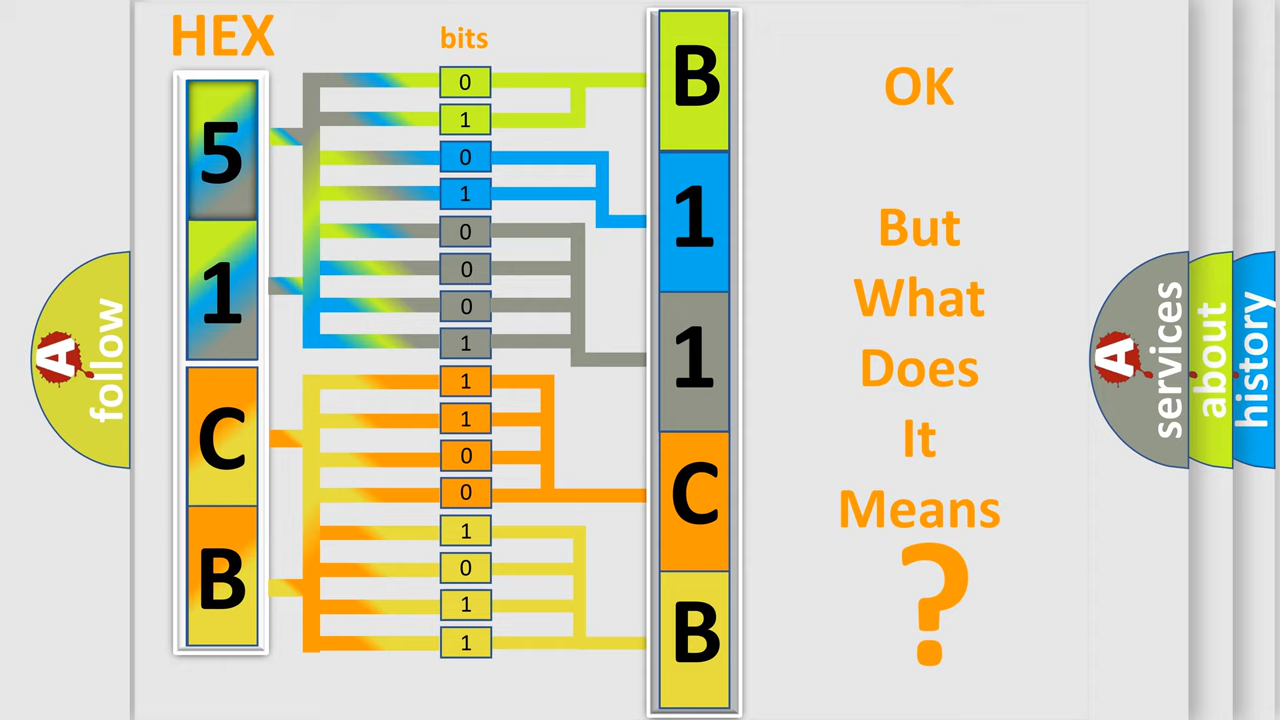 HEX
bits
5
1
C
B
0
1
0
1
0
0
0
1
1
1
0
0
1
0
1
1
B
1
1
C
B
OK
But
What
Does
It
Means
?
A
follow
A
services
about
history